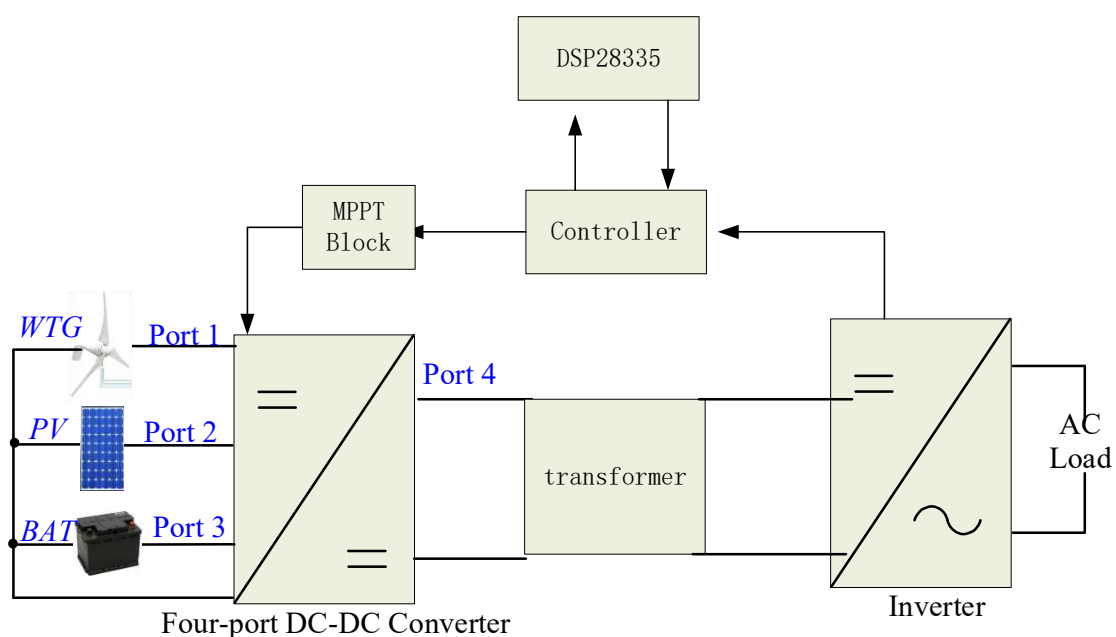 DSP28335
MPPT
Block
Controller
WTG
Port 1
Port 4
PV
Port 2
BAT
Port 3
transformer
AC
Load
Four-port DC-DC Converter
Inverter